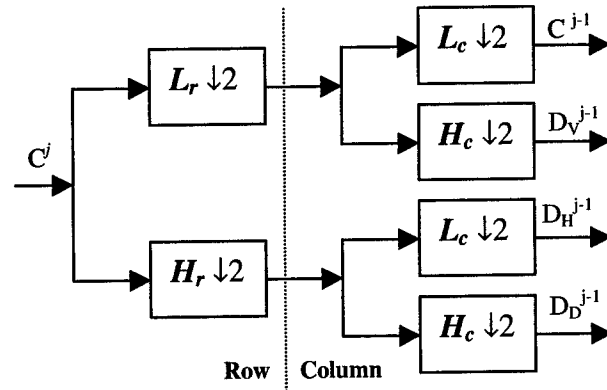 L_c ↓2
C^{j-1}
L_r ↓2
H_c ↓2
D_V^{j-1}
C^j
L_c ↓2
D_H^{j-1}
H_r ↓2
H_c ↓2
D_D^{j-1}
Row
Column